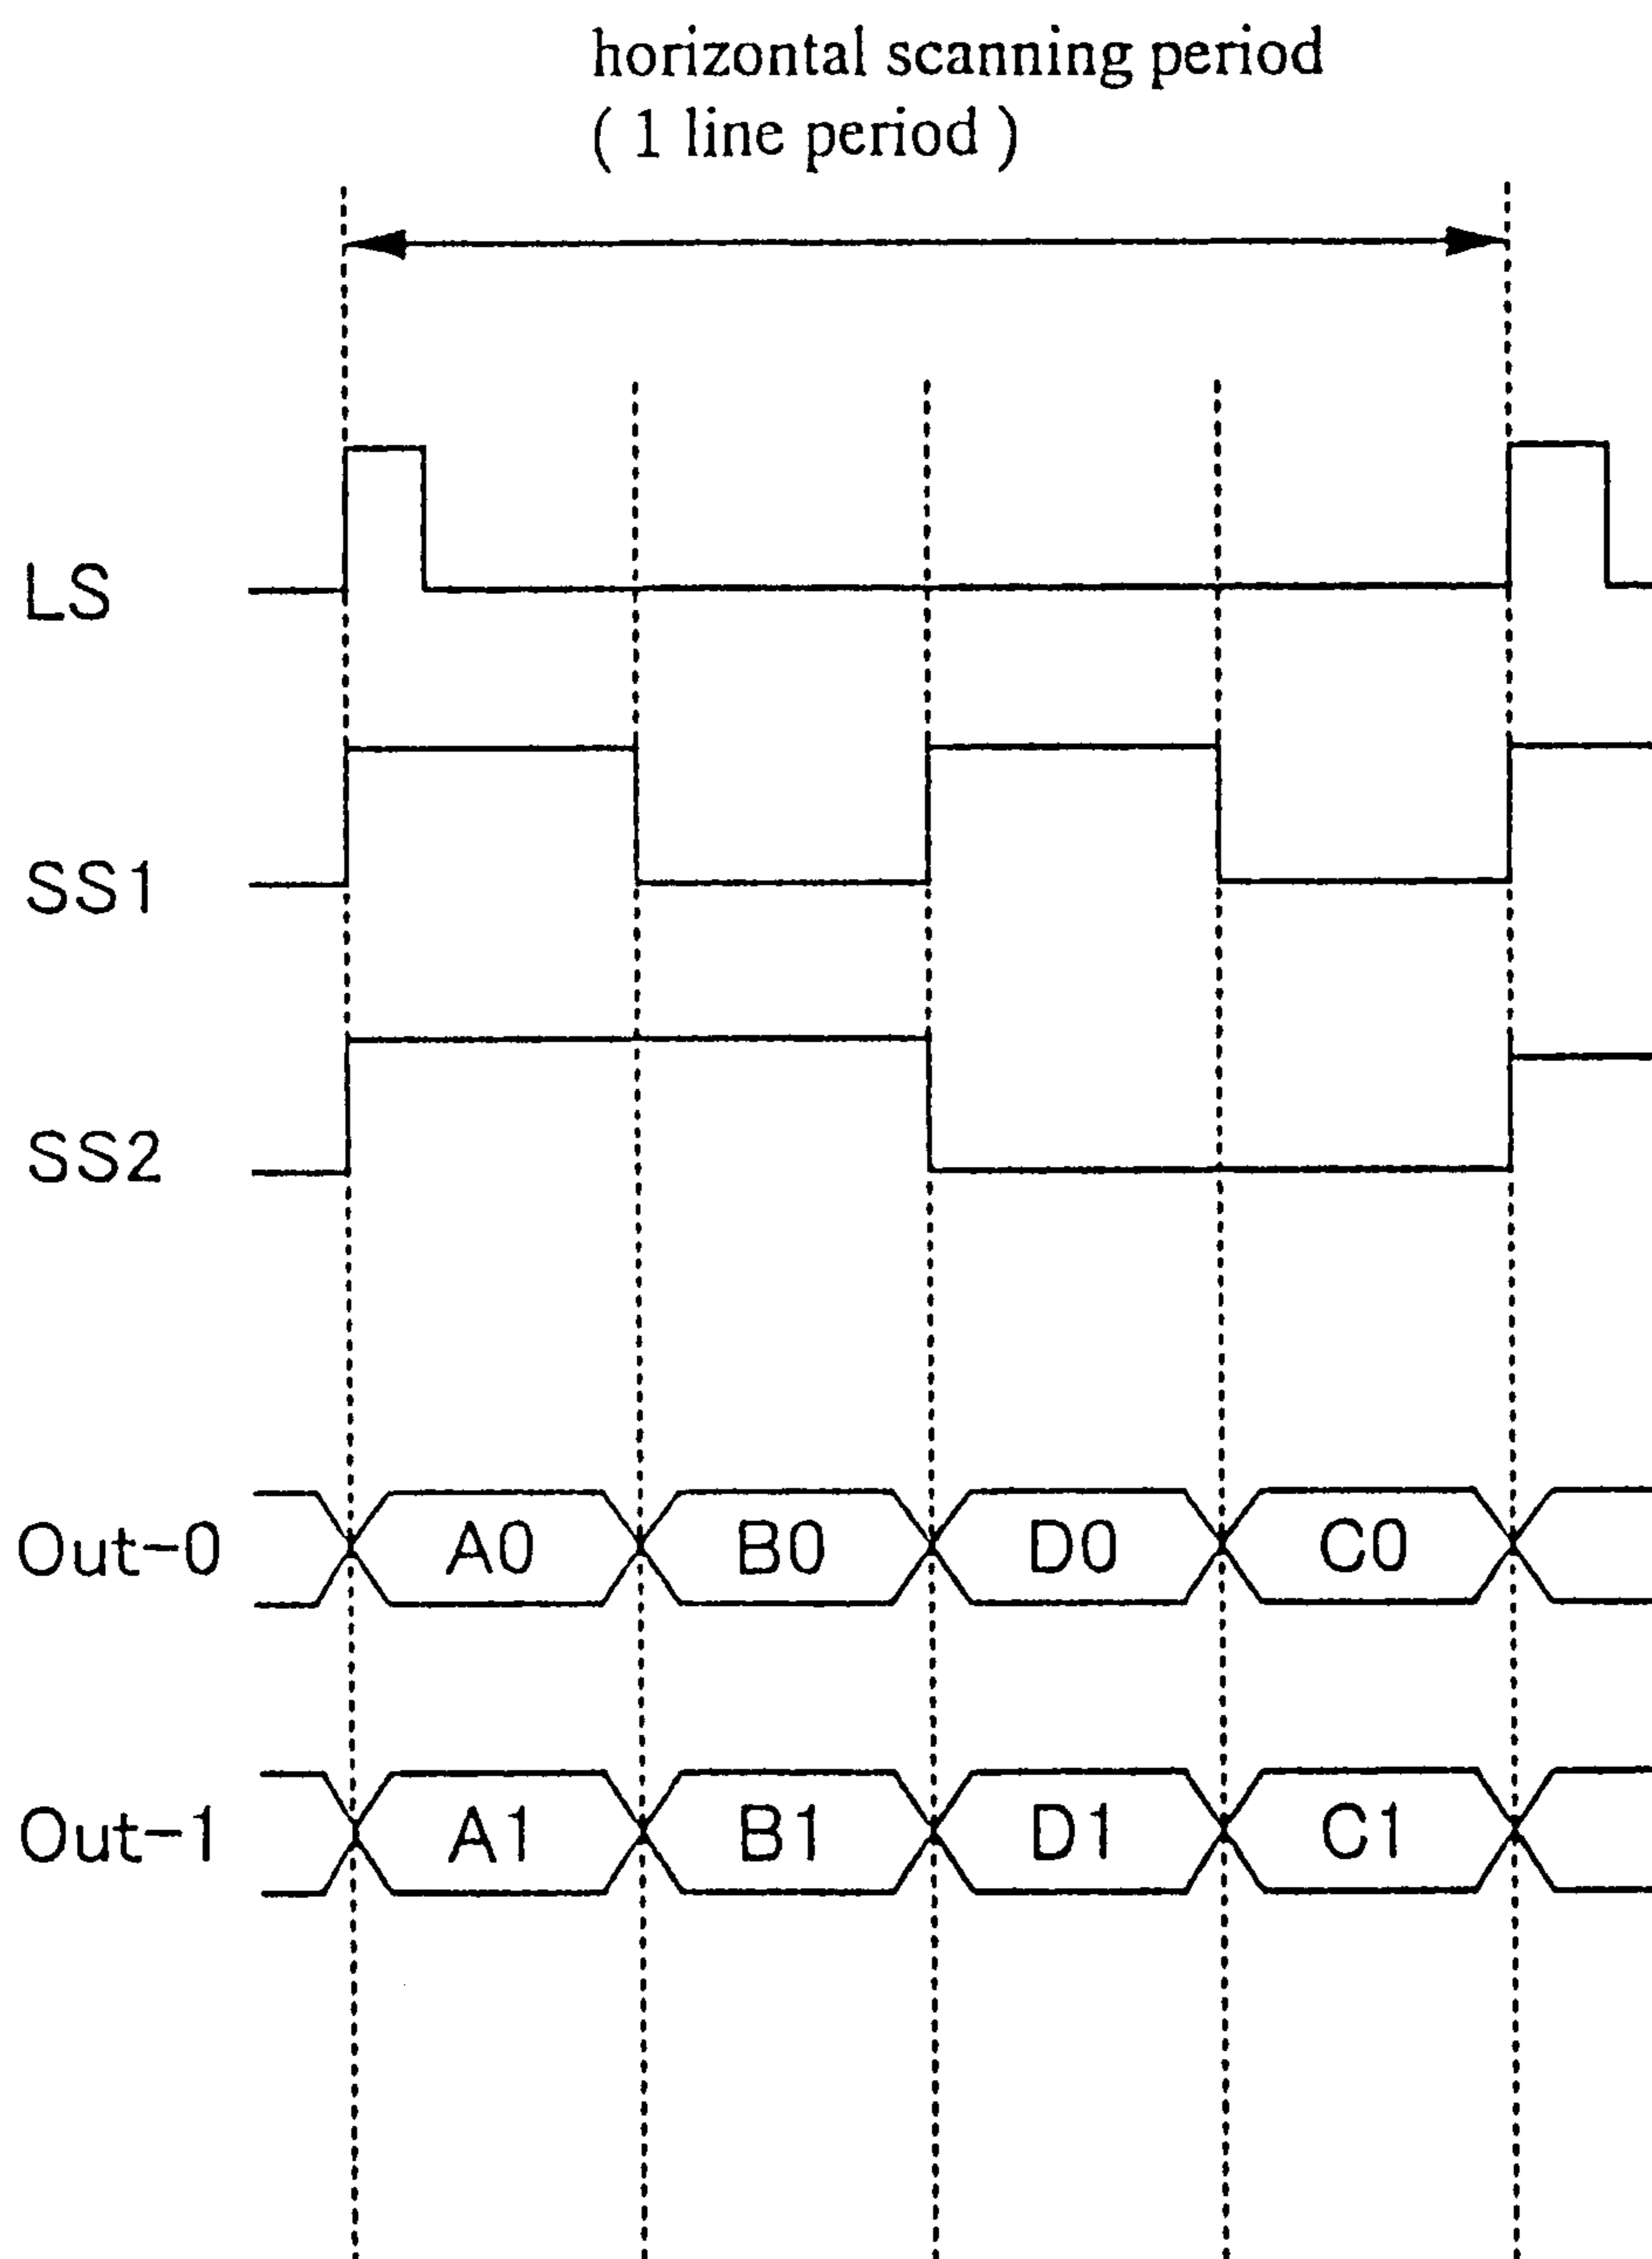 horizontal scanning period
( 1 line period )
LS
SS1
SS2
Out-0 A0 B0 D0 C0
Out-1 A1 B1 D1 C1